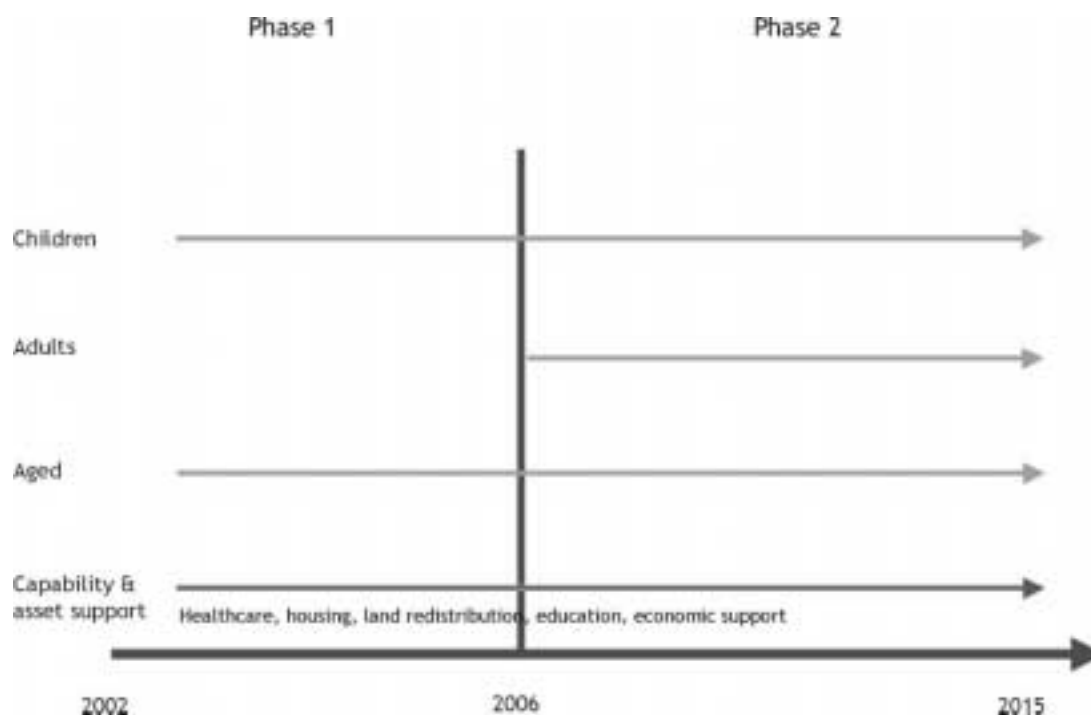 Phase 1 Phase 2
Children
Adults
Aged
Capability &
asset support
Healthcare, housing, land redistribution, education, economic support
2002 2006 2015